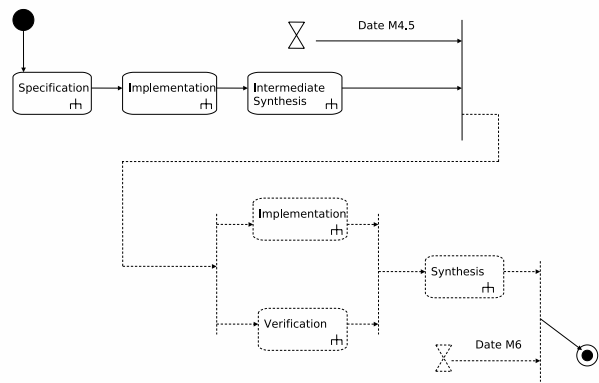 Date M4.5
Specification
Implementation
Intermediate
Synthesis
Implementation
Synthesis
Verification
Date M6